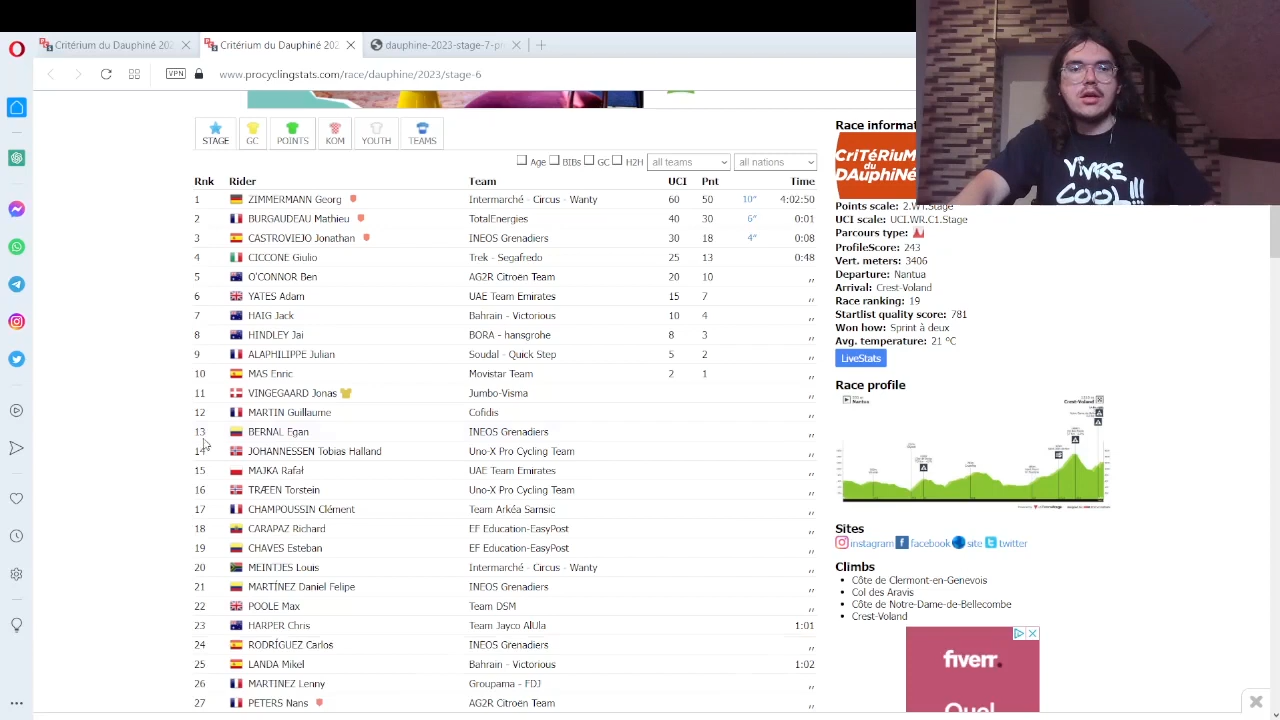 Critérium du Dauphiné 202
Critérium du Dauphiné 202
dauphine-2023-stage-7-pr
VPN
www.procyclingstats.com/race/dauphine/2023/stage-6
ViVRE
COOL!!!
STAGE
GC
POINTS
KOM
YOUTH
TEAMS
Age BIBs GC H2H all teams all nations
Rnk Rider Team UCI Pnt Time
1 ZIMMERMANN Georg Intermarché - Circus - Wanty 60 50 10″ 4:02:50
2 BURGAUDEAU Mathieu TotalEnergies 40 30 6″ 0:01
3 CASTROVIEJO Jonathan INEOS Grenadiers 30 18 4″ 0:08
4 CICCONE Giulio Trek - Segafredo 25 13 0:48
5 O'CONNOR Ben AG2R Citroën Team 20 10 ,,
6 YATES Adam UAE Team Emirates 15 7 ,,
7 HAIG Jack Bahrain - Victorious 10 4 ,,
8 HINDLEY Jai BORA - hansgrohe 8 3 ,,
9 ALAPHILIPPE Julian Soudal - Quick Step 6 2 ,,
10 MAS Enric Movistar Team 3 1 ,,
11 VINGEGAARD Jonas Jumbo-Visma ,,
12 MARTIN Guillaume Cofidis ,,
13 BERNAL Egan INEOS Grenadiers ,,
14 JOHANNESSEN Tobias Halland Uno-X Pro Cycling Team ,,
15 MAJKA Rafał UAE Team Emirates ,,
16 TRÆEN Torstein Uno-X Pro Cycling Team ,,
17 CHAMPOUSSIN Clément Team Arkéa Samsic ,,
18 CARAPAZ Richard EF Education-EasyPost ,,
19 CHAVES Esteban EF Education-EasyPost ,,
20 MEINTJES Louis Intermarché - Circus - Wanty ,,
21 MARTÍNEZ Daniel Felipe INEOS Grenadiers ,,
22 POOLE Max Team DSM ,,
23 HARPER Chris Team Jayco AlUla 1:01
24 RODRÍGUEZ Carlos INEOS Grenadiers ,,
25 LANDA Mikel Bahrain - Victorious 1:02
26 MARTINEZ Lenny Groupama - FDJ ,,
27 PETERS Nans AG2R Citroën Team ,,
Race informat
CRiTéRiUM
du
DAuphiNé
Points scale: 2.WT.Stage
UCI scale: UCI.WR.C1.Stage
Parcours type:
ProfileScore: 243
Vert. meters: 3406
Departure: Nantua
Arrival: Crest-Voland
Race ranking: 19
Startlist quality score: 781
Won how: Sprint à deux
Avg. temperature: 21 ºC
LiveStats
Race profile
Nantua
Crest-Voland
Sites
instagram facebook site twitter
Climbs
Côte de Clermont-en-Genevois
Col des Aravis
Côte de Notre-Dame-de-Bellecombe
Crest-Voland
fiverr.
Quel